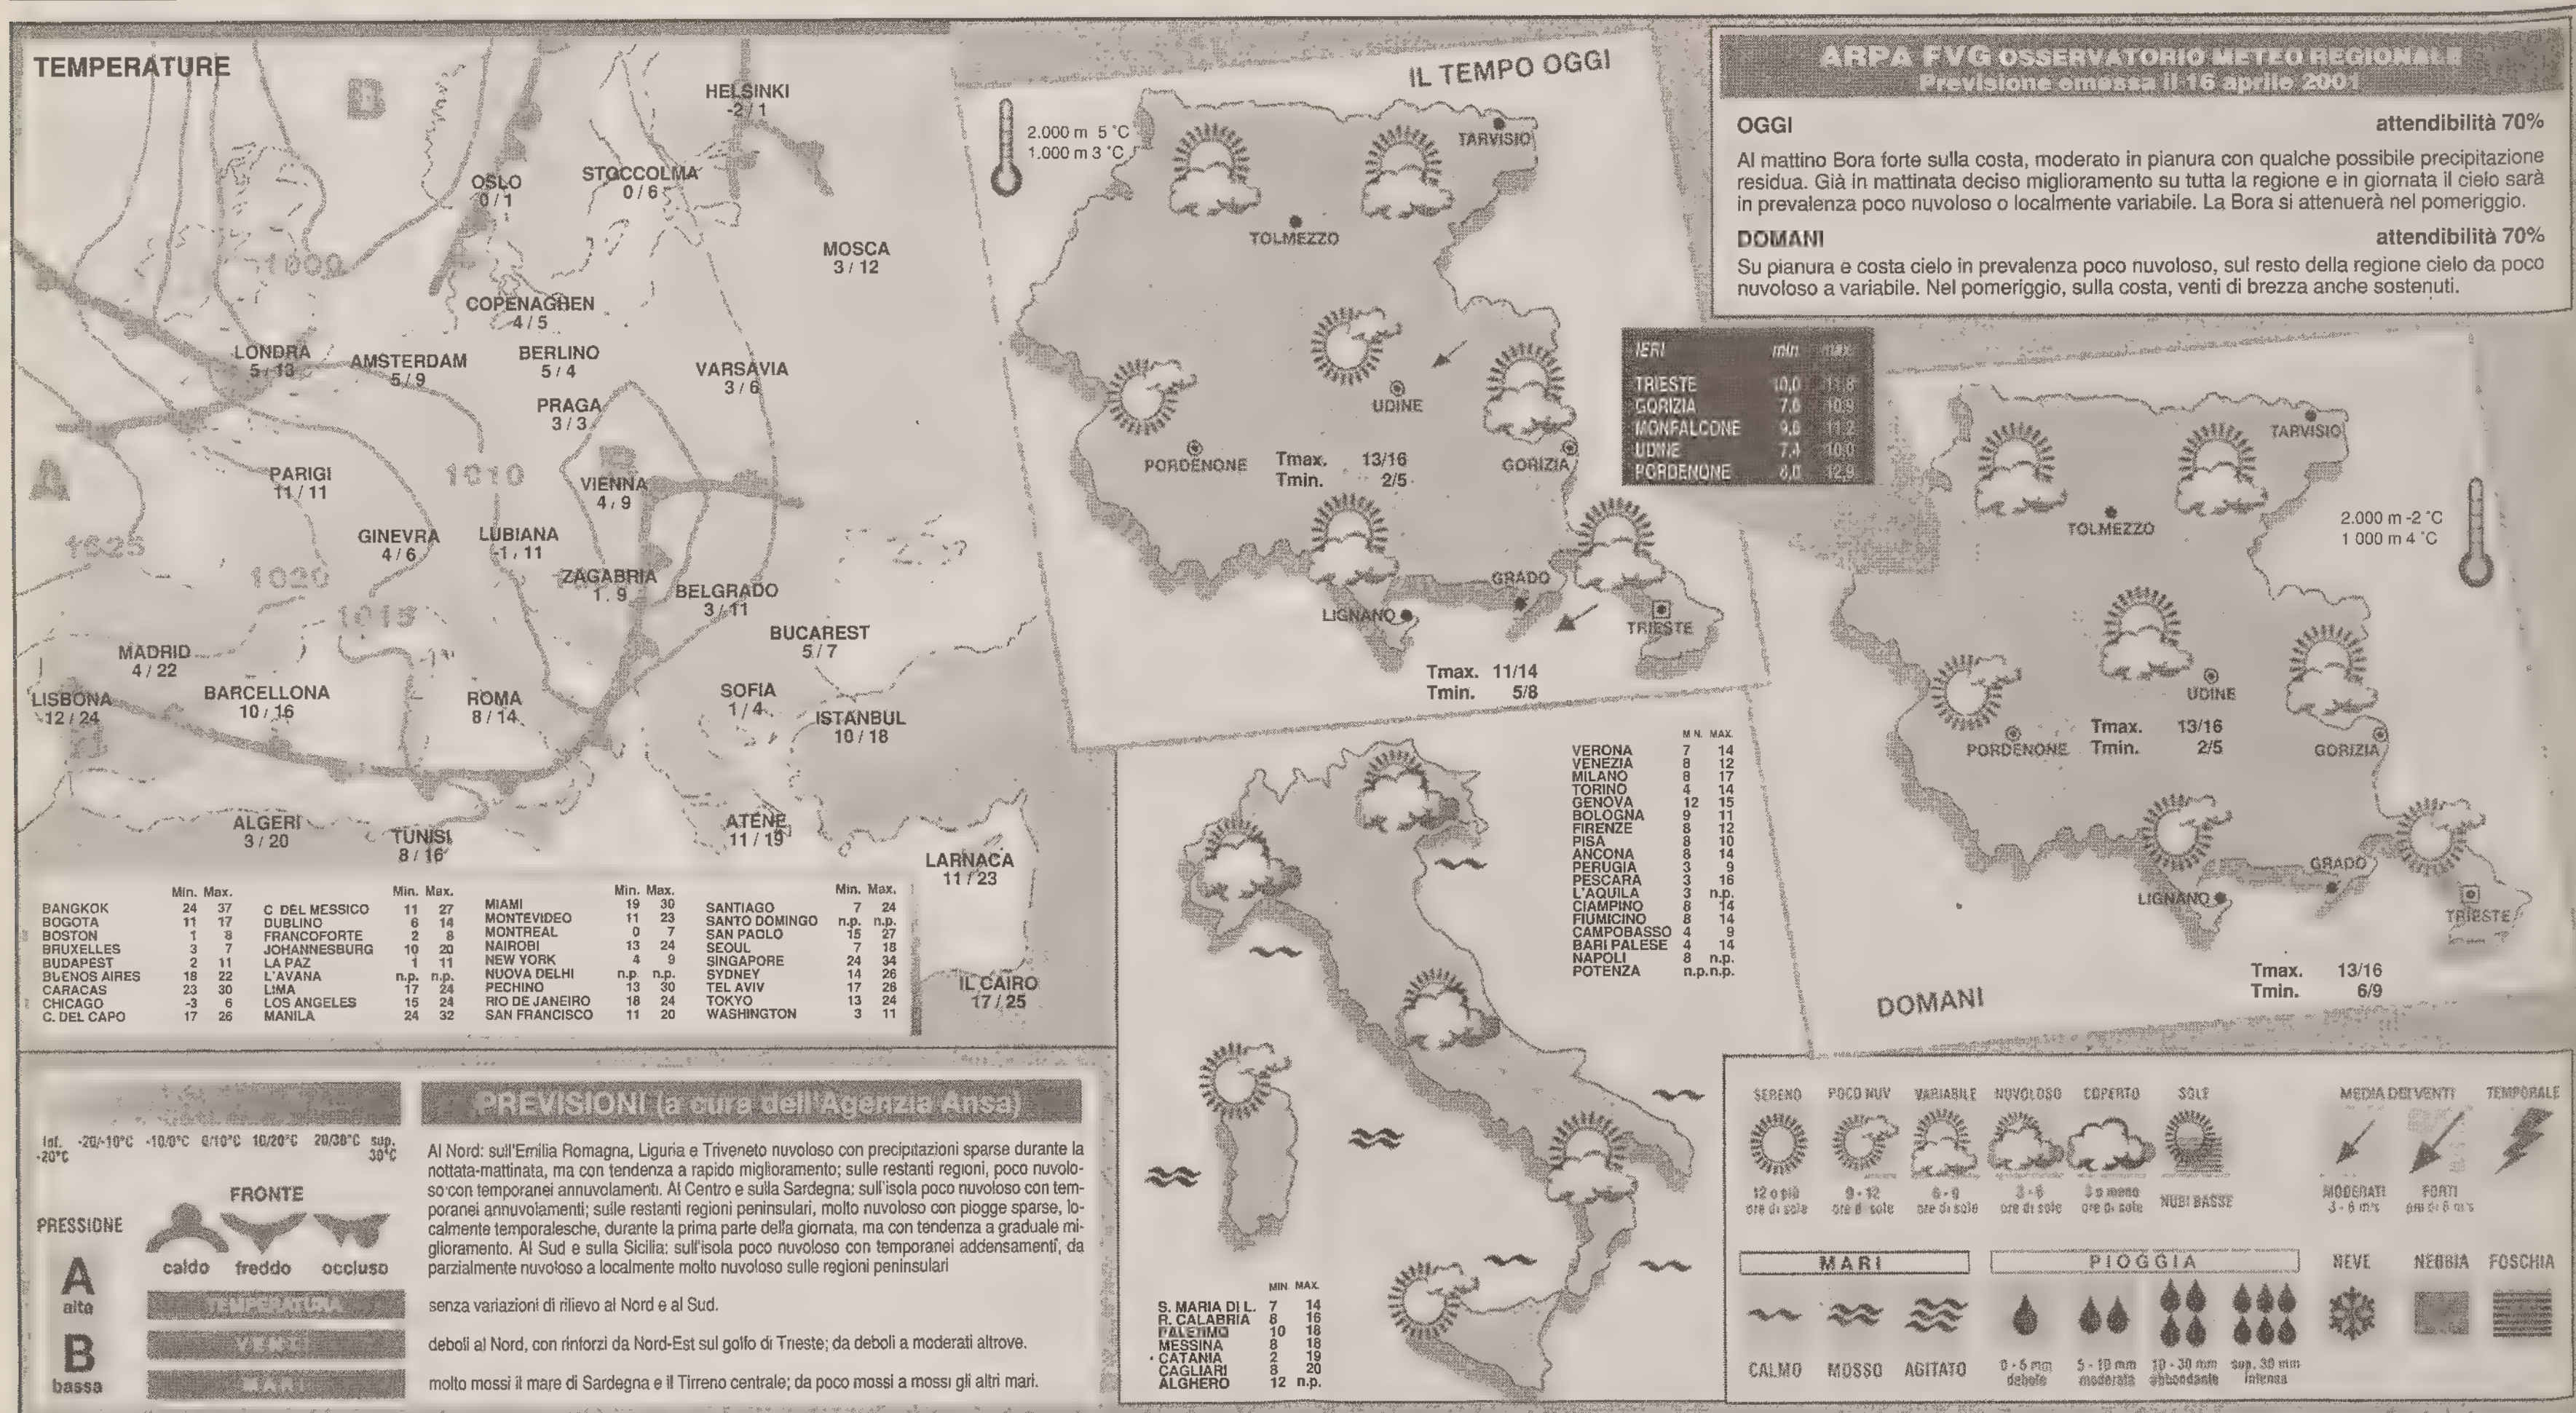 TEMPERATURE
B
HELSINKI
-2 / 1
OSLO
0 / 1
STOCCOLMA
0 / 6
MOSCA
3 / 12
1000
COPENAGHEN
4 / 5
LONDRA
5 / 13
AMSTERDAM
5 / 9
BERLINO
5 / 4
VARSAVIA
3 / 6
PRAGA
3 / 3
A
PARIGI
11 / 11
1010
B
VIENNA
4 / 9
1025
GINEVRA
4 / 6
LUBIANA
-1 / 11
1020
ZAGABRIA
1 . 9
BELGRADO
3 / 11
1015
BUCAREST
5 / 7
MADRID
4 / 22
LISBONA
12 / 24
BARCELLONA
10 / 16
ROMA
8 / 14
SOFIA
1 / 4
ISTANBUL
10 / 18
ALGERI
3 / 20
TUNISI
8 / 16
ATENE
11 / 19
LARNACA
11 / 23
IL CAIRO
17 / 25
Min. Max.
BANGKOK 24 37
BOGOTA 11 17
BOSTON 1 8
BRUXELLES 3 7
BUDAPEST 2 11
BUENOS AIRES 18 22
CARACAS 23 30
CHICAGO -3 6
C. DEL CAPO 17 26
Min. Max.
C DEL MESSICO 11 27
DUBLINO 6 14
FRANCOFORTE 2 8
JOHANNESBURG 10 20
LA PAZ 1 11
L'AVANA n.p. n.p.
LIMA 17 24
LOS ANGELES 15 24
MANILA 24 32
Min. Max.
MIAMI 19 30
MONTEVIDEO 11 23
MONTREAL 0 7
NAIROBI 13 24
NEW YORK 4 9
NUOVA DELHI n.p n.p.
PECHINO 13 30
RIO DE JANEIRO 18 24
SAN FRANCISCO 11 20
Min. Max.
SANTIAGO 7 24
SANTO DOMINGO n.p. n.p.
SAN PAOLO 15 27
SEOUL 7 18
SINGAPORE 24 34
SYDNEY 14 26
TEL AVIV 17 26
TOKYO 13 24
WASHINGTON 3 11
IL TEMPO OGGI
2.000 m 5 °C
1.000 m 3 °C
TARVISIO
TOLMEZZO
UDINE
PORDENONE
Tmax. 13/16
Tmin. 2/5
GORIZIA
GRADO
LIGNANO
TRIESTE
Tmax. 11/14
Tmin. 5/8
ARPA FVG OSSERVATORIO METEO REGIONALE
Previsione emessa il 16 aprile 2001
OGGI attendibilità 70%
Al mattino Bora forte sulla costa, moderato in pianura con qualche possibile precipitazione
residua. Già in mattinata deciso miglioramento su tutta la regione e in giornata il cielo sarà
in prevalenza poco nuvoloso o localmente variabile. La Bora si attenuerà nel pomeriggio.
DOMANI attendibilità 70%
Su pianura e costa cielo in prevalenza poco nuvoloso, sul resto della regione cielo da poco
nuvoloso a variabile. Nel pomeriggio, sulla costa, venti di brezza anche sostenuti.
IERI min max
TRIESTE 10,0 11,8
GORIZIA 7,6 10,9
MONFALCONE 9,6 11,2
UDINE 7,4 10,0
PORDENONE 8,0 12,9
TARVISIO
TOLMEZZO
2.000 m -2 °C
1 000 m 4 °C
UDINE
PORDENONE
Tmax. 13/16
Tmin. 2/5
GORIZIA
GRADO
LIGNANO
TRIESTE
Tmax. 13/16
Tmin. 6/9
DOMANI
M N. MAX.
VERONA 7 14
VENEZIA 8 12
MILANO 8 17
TORINO 4 14
GENOVA 12 15
BOLOGNA 9 11
FIRENZE 8 12
PISA 8 10
ANCONA 8 14
PERUGIA 3 9
PESCARA 3 16
L'AQUILA 3 n.p.
CIAMPINO 8 14
FIUMICINO 8 14
CAMPOBASSO 4 9
BARI PALESE 4 14
NAPOLI 8 n.p.
POTENZA n.p.n.p.
MIN MAX.
S. MARIA DI L. 7 14
R. CALABRIA 8 16
PALERMO 10 18
MESSINA 8 18
CATANIA 2 19
CAGLIARI 8 20
ALGHERO 12 n.p.
Inf. -20°C -20/-10°C -10/0°C 0/10°C 10/20°C 20/30°C sup. 30°C
FRONTE
PRESSIONE
caldo freddo occluso
A
alta
B
bassa
PREVISIONI (a cura dell'Agenzia Ansa)
Al Nord: sull'Emilia Romagna, Liguria e Triveneto nuvoloso con precipitazioni sparse durante la
nottata-mattinata, ma con tendenza a rapido miglioramento; sulle restanti regioni, poco nuvolo-
so con temporanei annuvolamenti. Al Centro e sulla Sardegna: sull'isola poco nuvoloso con tem-
poranei annuvolamenti; sulle restanti regioni peninsulari, molto nuvoloso con piogge sparse, lo-
calmente temporalesche, durante la prima parte della giornata, ma con tendenza a graduale mi-
glioramento. Al Sud e sulla Sicilia: sull'isola poco nuvoloso con temporanei addensamenti, da
parzialmente nuvoloso a localmente molto nuvoloso sulle regioni peninsulari
TEMPERATURA
senza variazioni di rilievo al Nord e al Sud.
VENTI
deboli al Nord, con rinforzi da Nord-Est sul golfo di Trieste; da deboli a moderati altrove.
MARI
molto mossi il mare di Sardegna e il Tirreno centrale; da poco mossi a mossi gli altri mari.
SERENO POCO NUV VARIABILE NUVOLOSO COPERTO SOLE MEDIA DEI VENTI TEMPORALE
12 o più 9 - 12 6 - 9 3 - 6 3 o meno NUBI BASSE MODERATI FORTI
ore di sole ore di sole ore di sole ore di sole ore di sole 3 - 6 m/s più di 6 m/s
MARI PIOGGIA NEVE NEBBIA FOSCHIA
CALMO MOSSO AGITATO
0 - 5 mm 5 - 10 mm 10 - 30 mm sup. 30 mm
debole moderata abbondante intensa